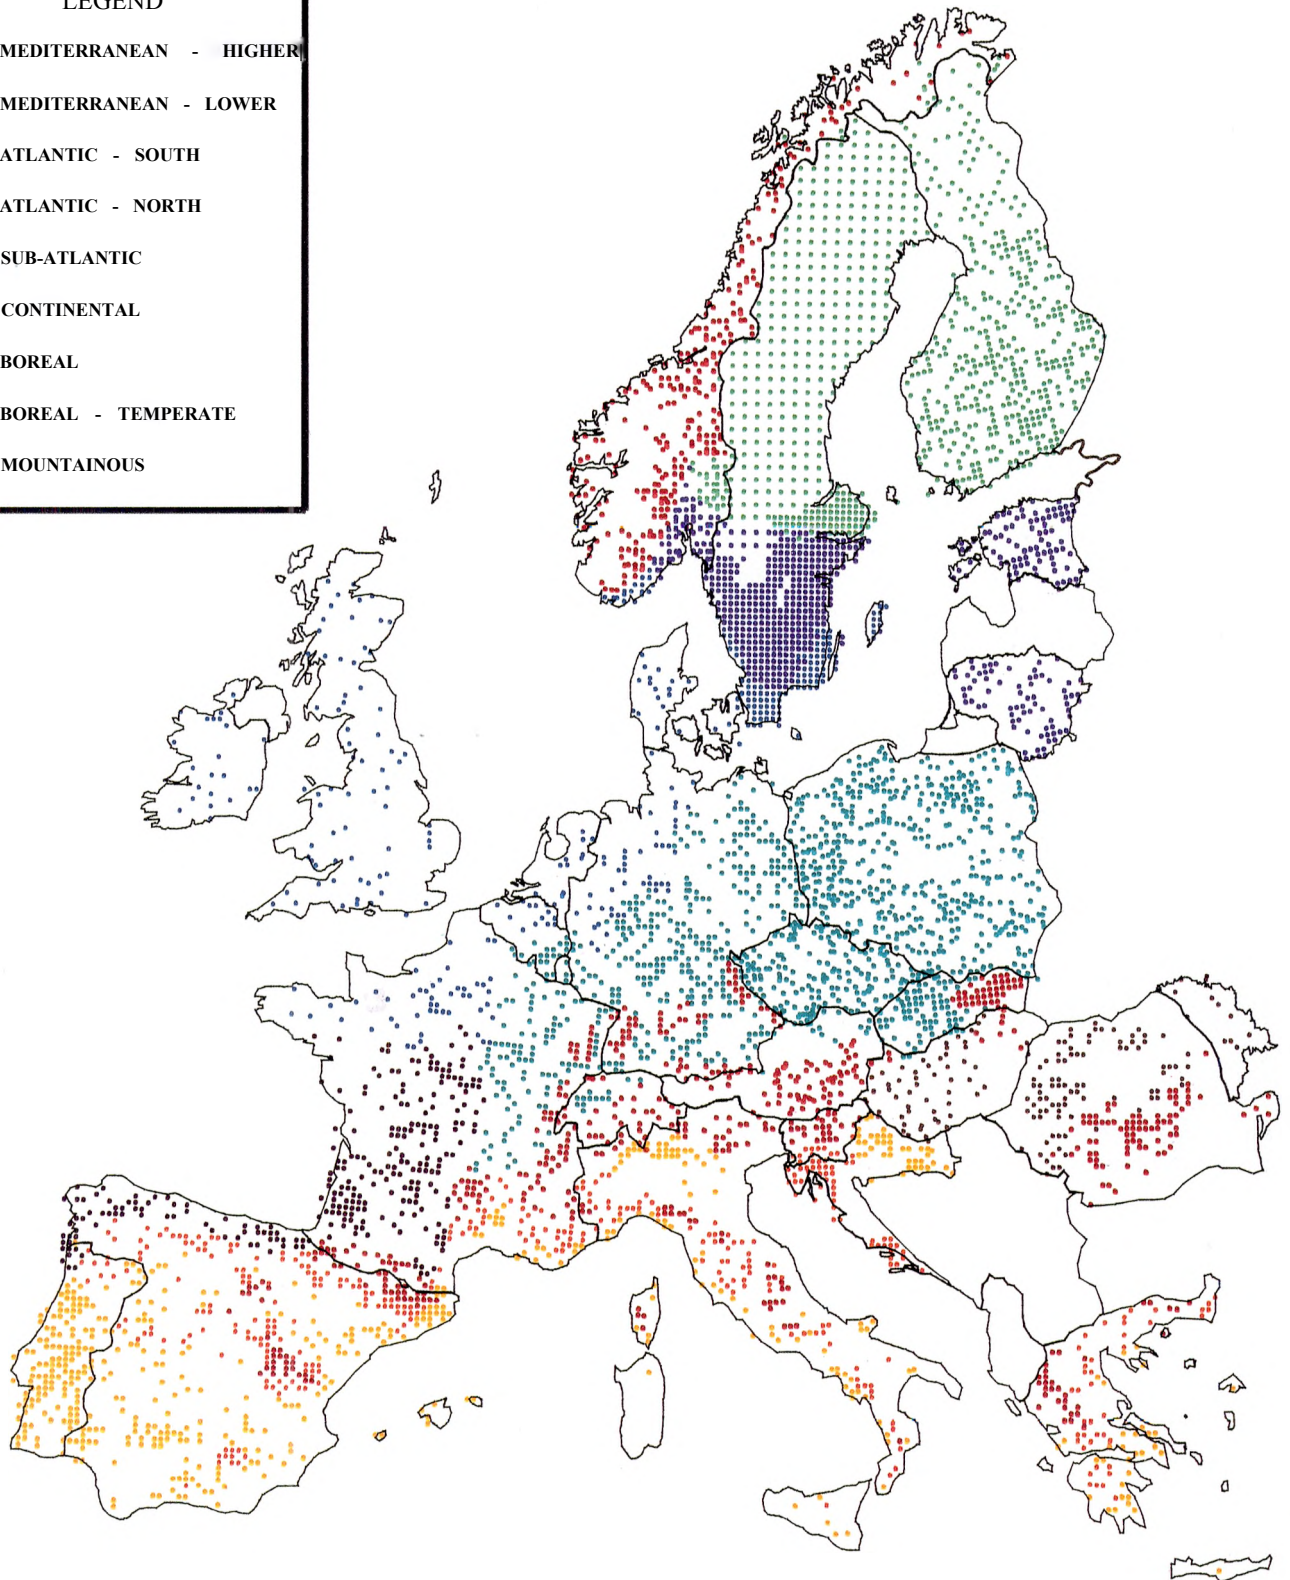 LEGEND
MEDITERRANEAN - HIGHER
MEDITERRANEAN - LOWER
ATLANTIC - SOUTH
ATLANTIC - NORTH
SUB-ATLANTIC
CONTINENTAL
BOREAL
BOREAL - TEMPERATE
MOUNTAINOUS